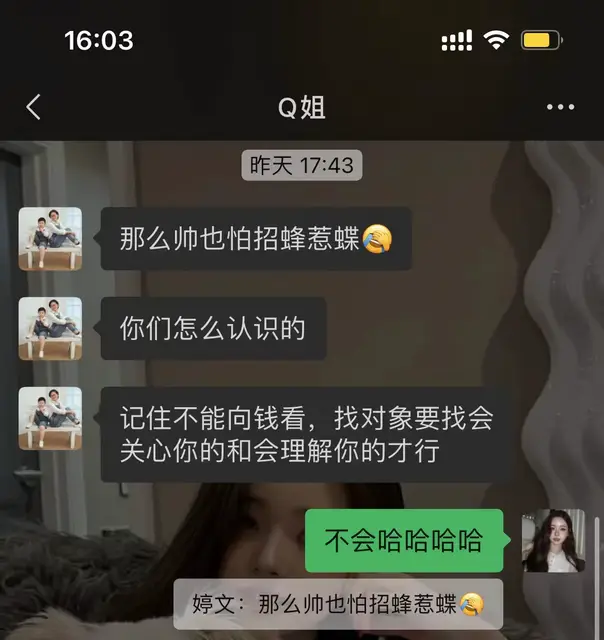 16:03
Q姐
昨天 17:43
那么帅也怕招蜂惹蝶😂
你们怎么认识的
记住不能向钱看，找对象要找会
关心你的和会理解你的才行
不会哈哈哈哈
婷文：那么帅也怕招蜂惹蝶😂